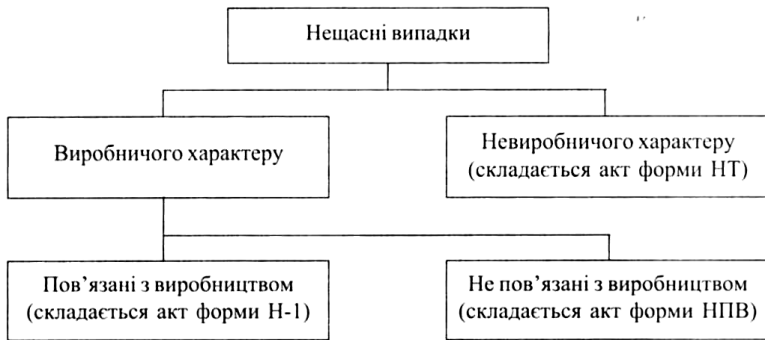 Нещасні випадки
Виробничого характеру
Невиробничого характеру
(складається акт форми НТ)
Пов’язані з виробництвом
(складається акт форми Н-1)
Не пов’язані з виробництвом
(складається акт форми НПВ)